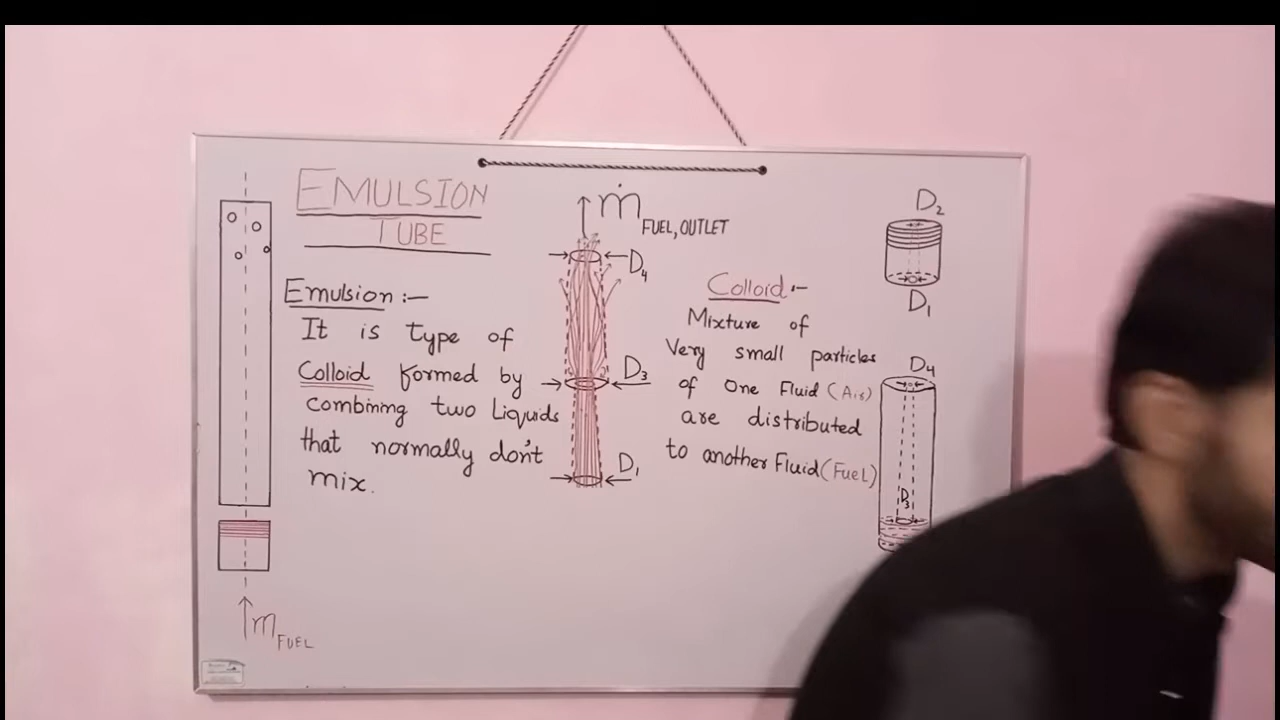 EMULSION
TUBE
Emulsion :-
It is type of
Colloid formed by
combining two Liquids
that normally don't
mix.
ṁ FUEL, OUTLET
D4
D3
D1
Colloid :-
Mixture of
Very small particles
of One Fluid (Air)
are distributed
to another Fluid (Fuel)
D2
D1
D4
D3
ṁ FUEL